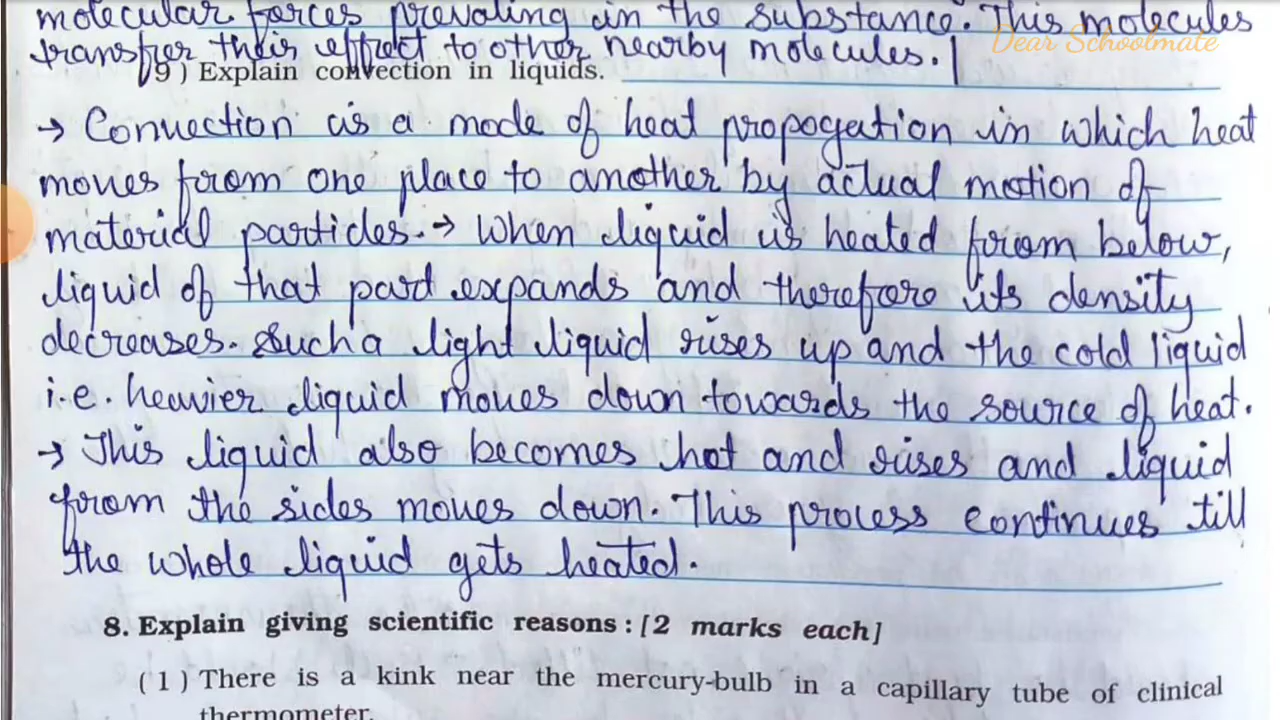 molecular forces prevaling in the substance. This molecules
Dear Schoolmate
transfer their effect to other nearby molecules.
(9) Explain convection in liquids.
→ Convection is a mode of heat propogation in which heat
moves from one place to another by actual motion of
material particles. → When liquid is heated from below,
liquid of that part expands and therefore its density
decreases. Such a light liquid rises up and the cold liquid
i.e. heavier liquid moves down towards the source of heat.
→ This liquid also becomes hot and rises and liquid
from the sides moves down. This process continues till
the whole liquid gets heated.
8. Explain giving scientific reasons : [2 marks each]
(1) There is a kink near the mercury-bulb in a capillary tube of clinical
thermometer.